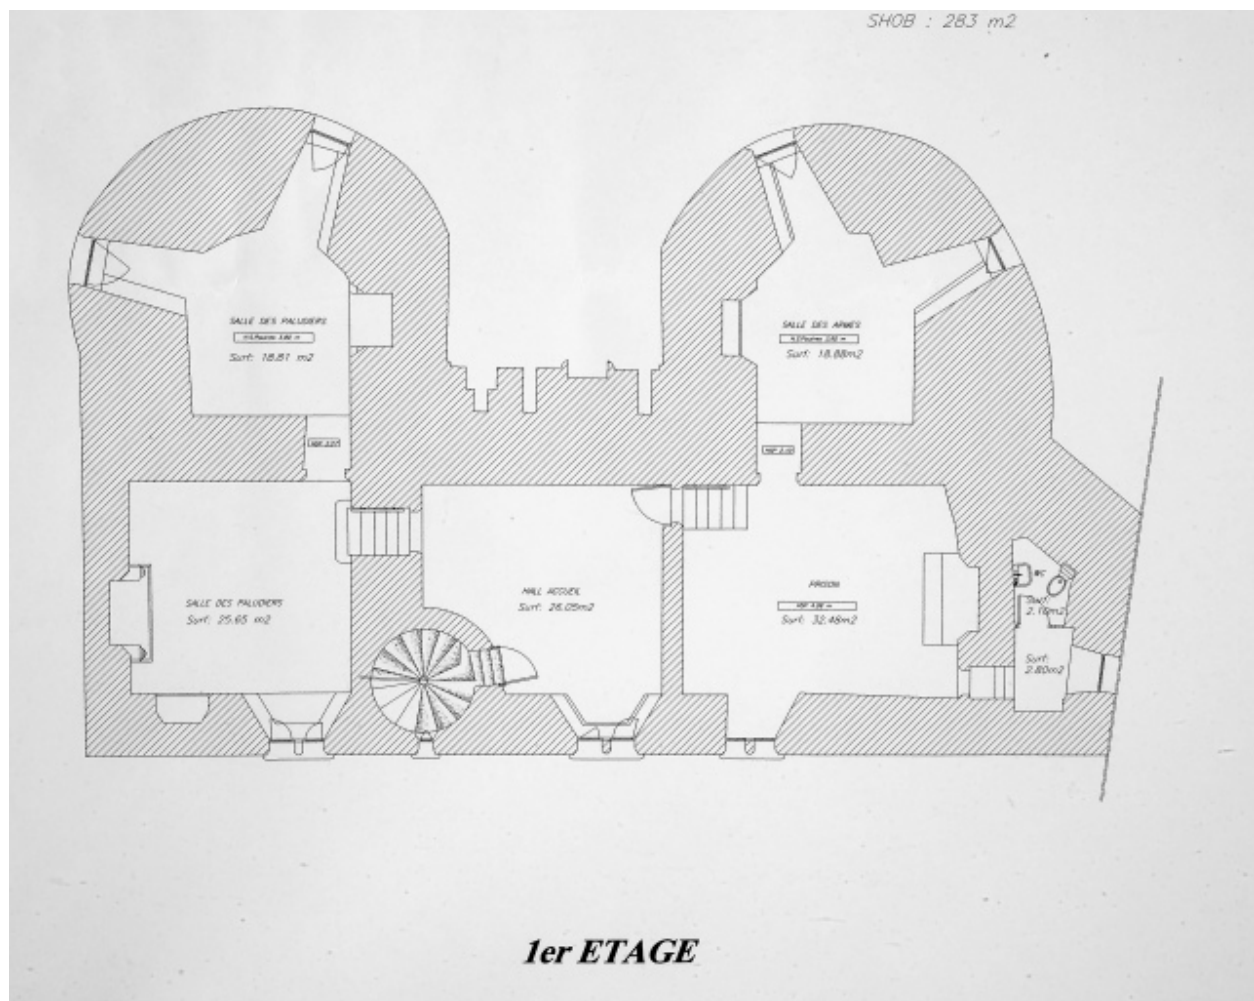 SHOB : 283 m2
SALLE DES PALUDIERS
Surf: 18.81 m2
SALLE DES ARMES
Surf: 18.88m2
SALLE DES PALUDIERS
Surf: 25.65 m2
HALL ACCUEIL
Surf: 26.05m2
PRISON
Surf: 32.48m2
WC
Surf:
2.10m2
Surf:
2.80m2
1er ETAGE